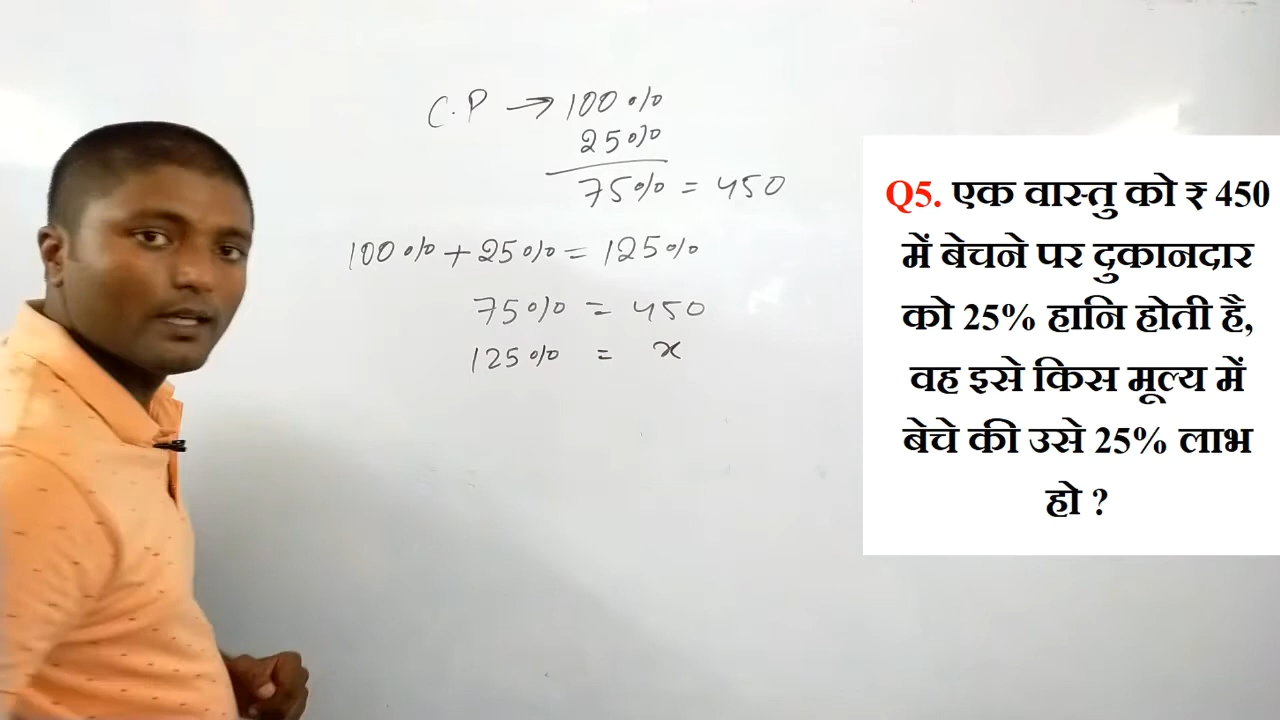 C.P → 100%
25%
75% = 450
100% + 25% = 125%
75% = 450
125% = x
Q5. एक वास्तु को ₹ 450
में बेचने पर दुकानदार
को 25% हानि होती है,
वह इसे किस मूल्य में
बेचे की उसे 25% लाभ
हो ?